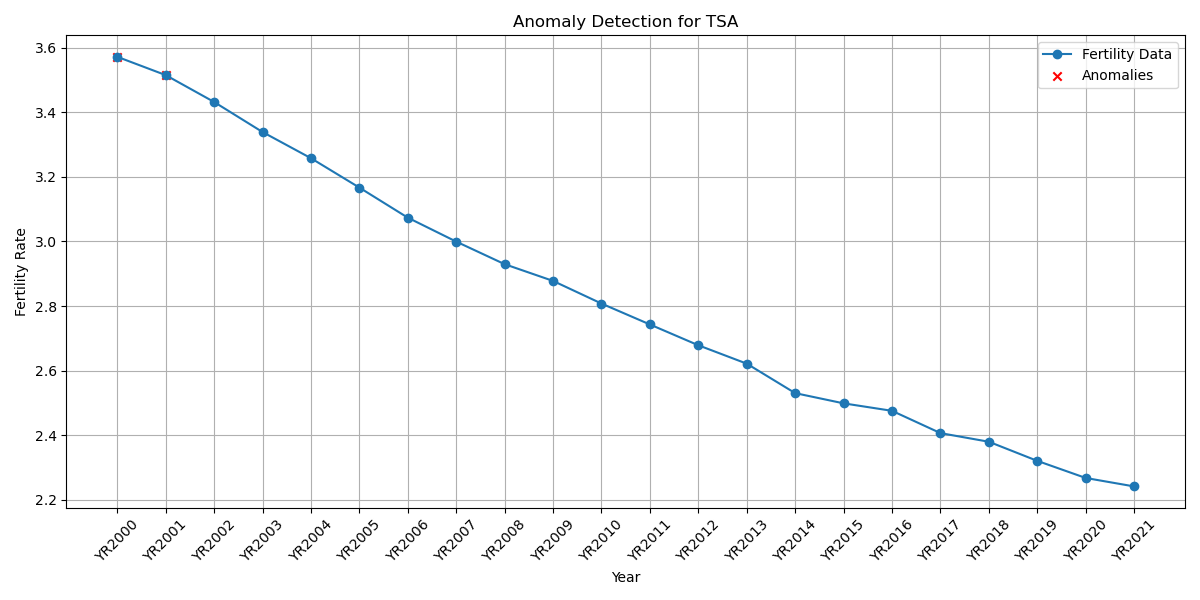 Anomaly Detection for TSA
Fertility Data
Anomalies
3.6
3.4
3.2
3.0
2.8
2.6
2.4
2.2
Fertility Rate
YR2000
YR2001
YR2002
YR2003
YR2004
YR2005
YR2006
YR2007
YR2008
YR2009
YR2010
YR2011
YR2012
YR2013
YR2014
YR2015
YR2016
YR2017
YR2018
YR2019
YR2020
YR2021
Year